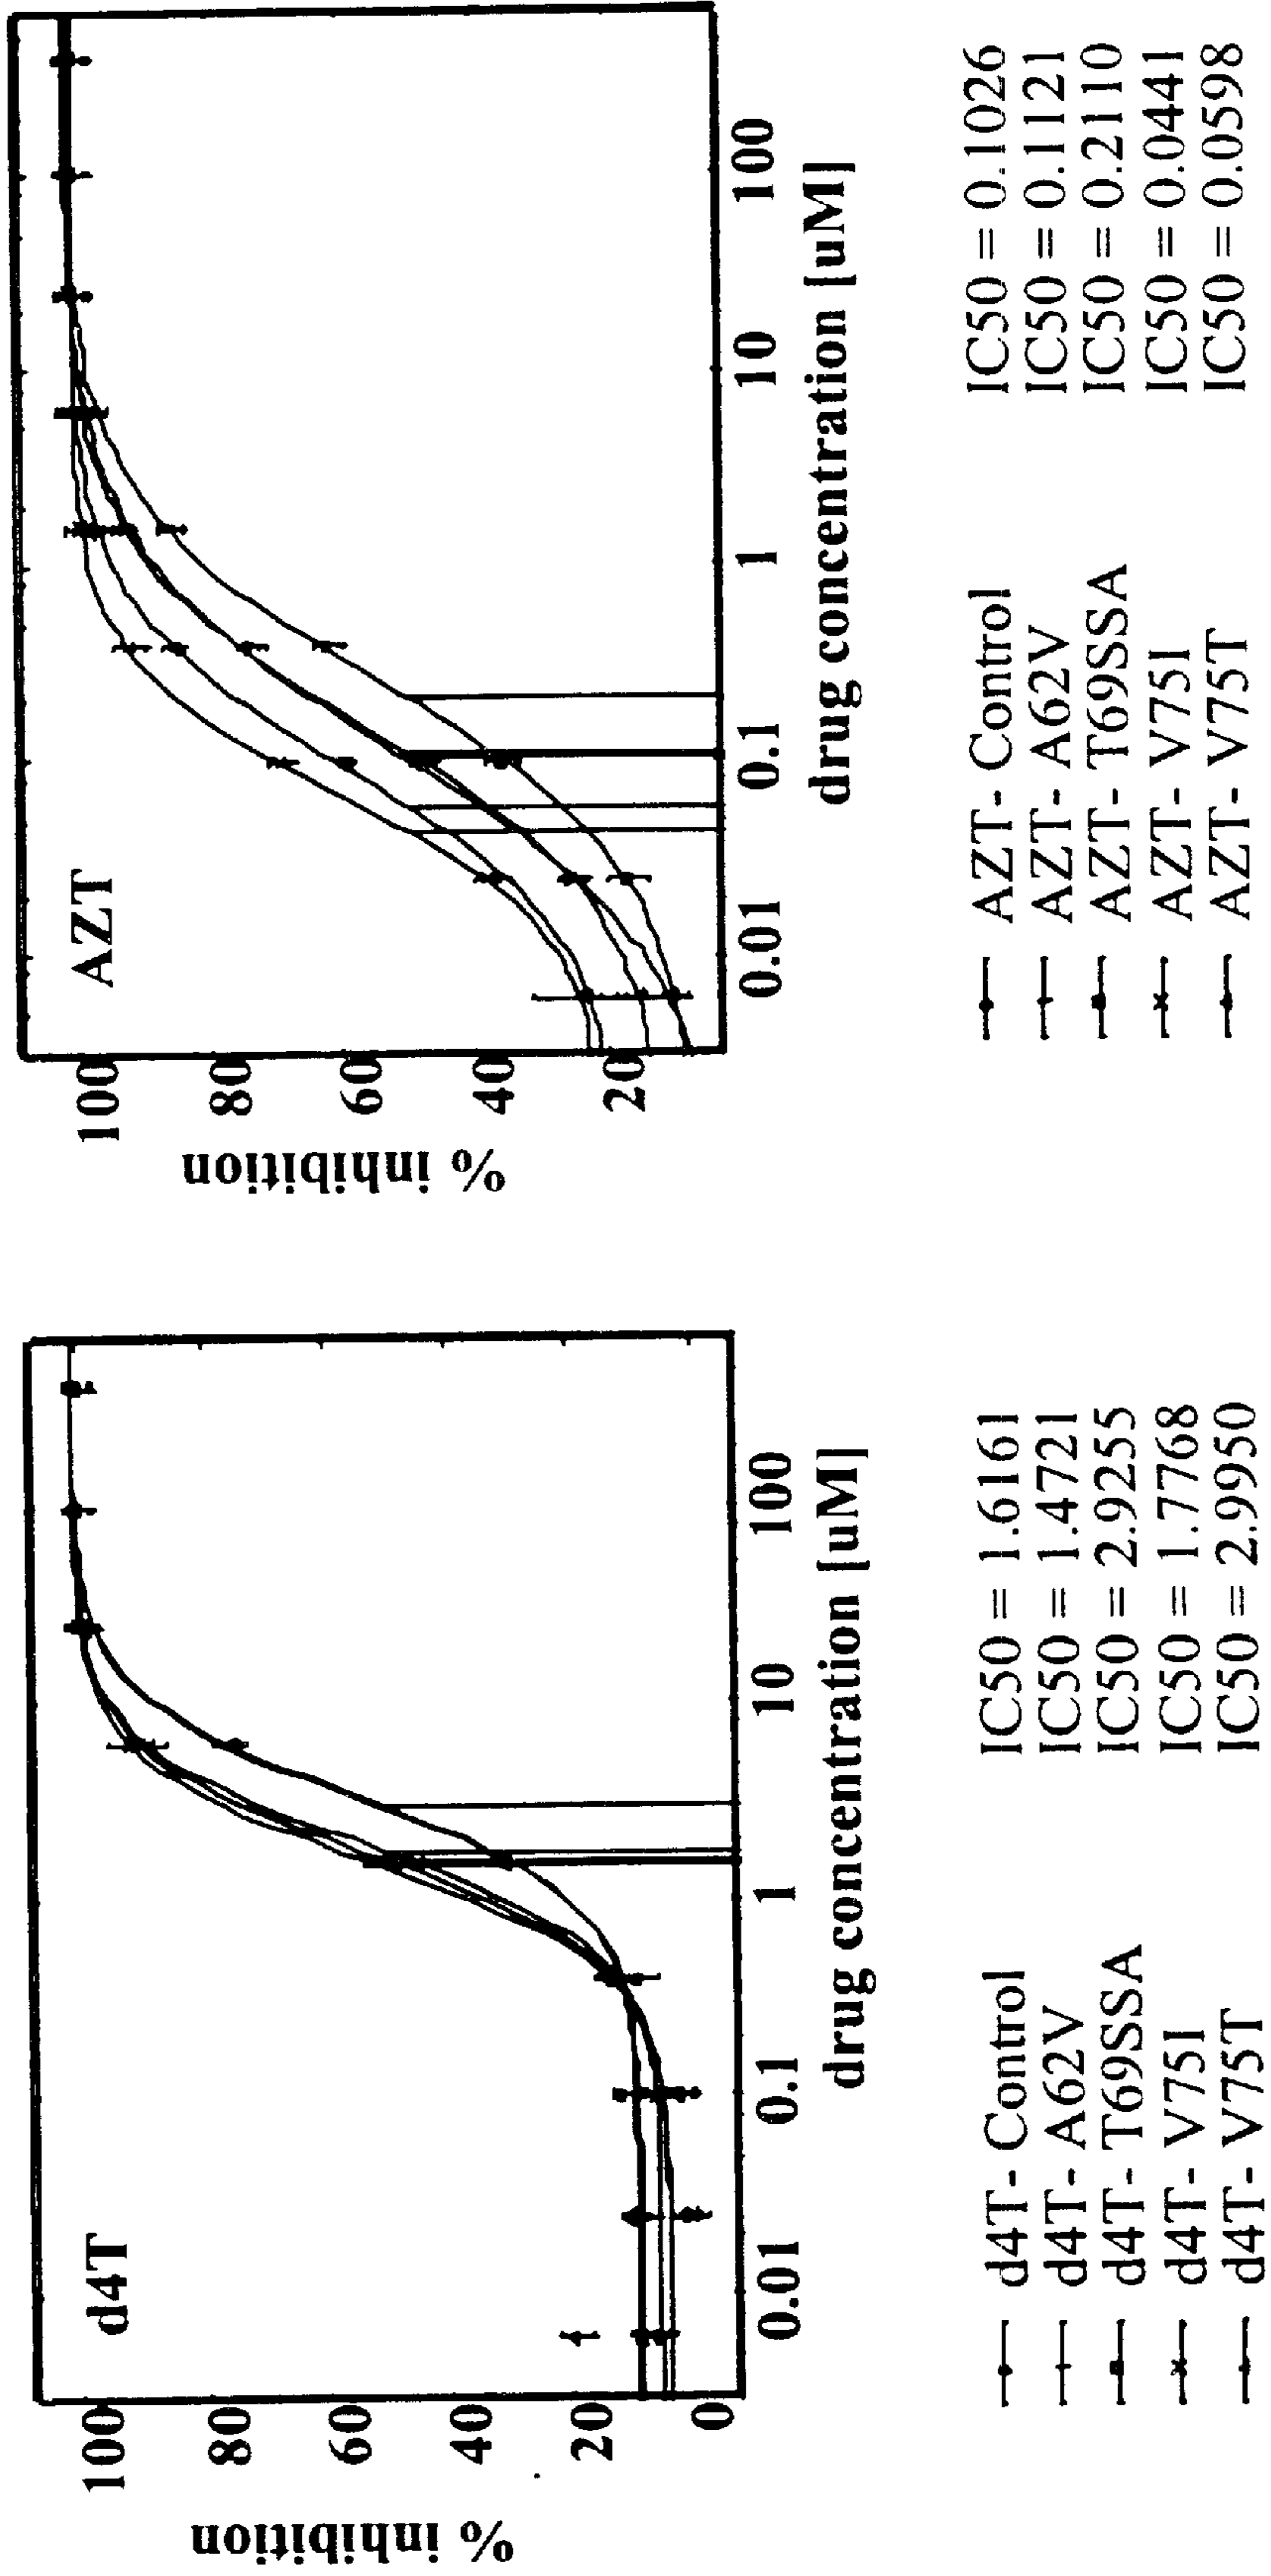 d4T
% inhibition
100
80
60
40
20
0
0.01
0.1
1
10
100
drug concentration [uM]
d4T- Control IC50 = 1.6161
d4T- A62V IC50 = 1.4721
d4T- T69SSA IC50 = 2.9255
d4T- V75I IC50 = 1.7768
d4T- V75T IC50 = 2.9950
AZT
% inhibition
100
80
60
40
20
0.01
0.1
1
10
100
drug concentration [uM]
AZT- Control IC50 = 0.1026
AZT- A62V IC50 = 0.1121
AZT- T69SSA IC50 = 0.2110
AZT- V75I IC50 = 0.0441
AZT- V75T IC50 = 0.0598